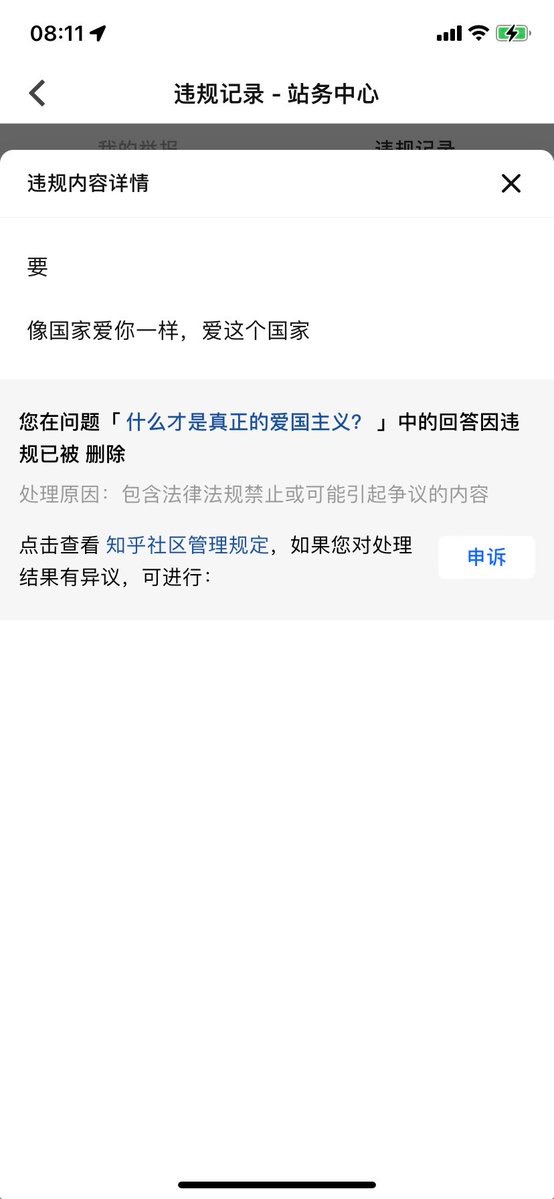 08:11
违规记录 - 站务中心
我的举报 违规记录
违规内容详情
要
像国家爱你一样，爱这个国家
您在问题「 什么才是真正的爱国主义？ 」中的回答因违
规已被 删除
处理原因：包含法律法规禁止或可能引起争议的内容
点击查看 知乎社区管理规定，如果您对处理
结果有异议，可进行：
申诉